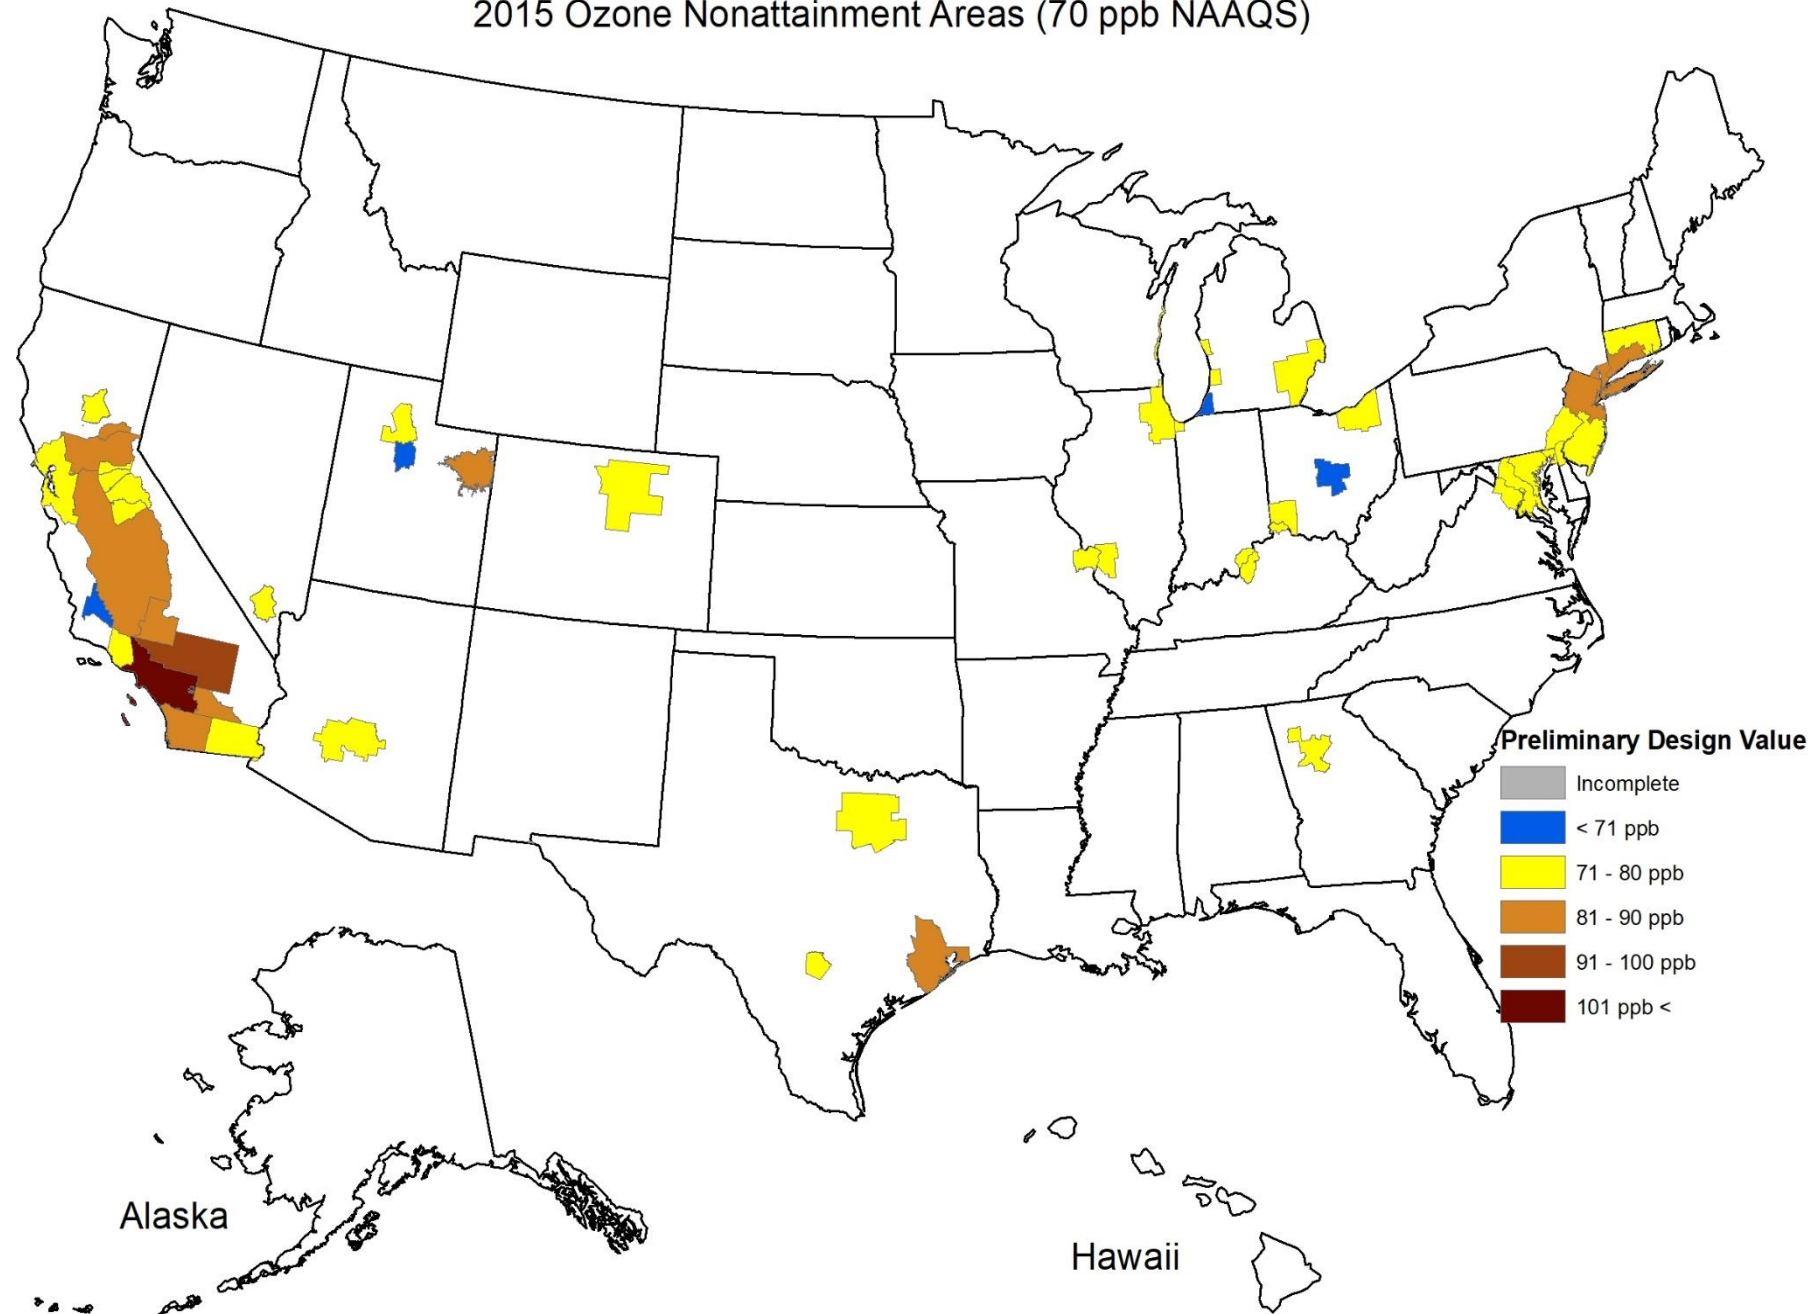 2015 Ozone Nonattainment Areas (70 ppb NAAQS)
Preliminary Design Value
Incomplete
< 71 ppb
71 - 80 ppb
81 - 90 ppb
91 - 100 ppb
101 ppb <
Alaska
Hawaii